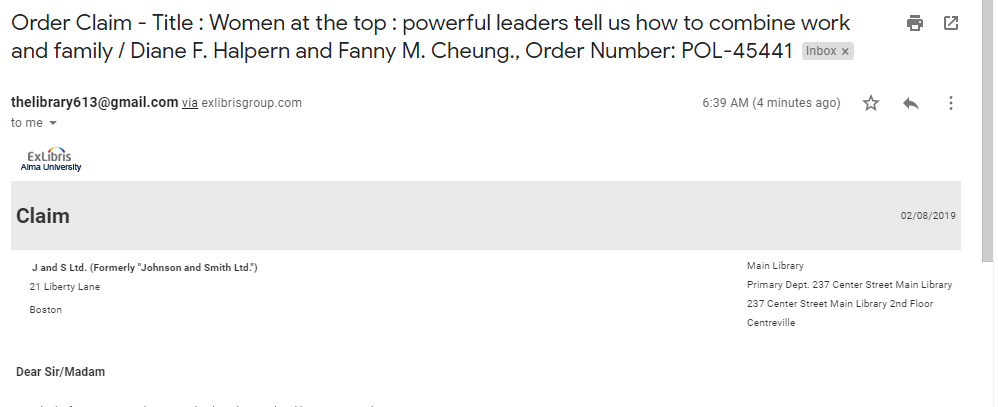 Order Claim - Title : Women at the top : powerful leaders tell us how to combine work
and family / Diane F. Halpern and Fanny M. Cheung., Order Number: POL-45441 Inbox ×
thelibrary613@gmail.com via exlibrisgroup.com 6:39 AM (4 minutes ago)
to me
ExLibris
Alma University
Claim 02/08/2019
J and S Ltd. (Formerly "Johnson and Smith Ltd.")
21 Liberty Lane
Boston
Main Library
Primary Dept. 237 Center Street Main Library
237 Center Street Main Library 2nd Floor
Centreville
Dear Sir/Madam